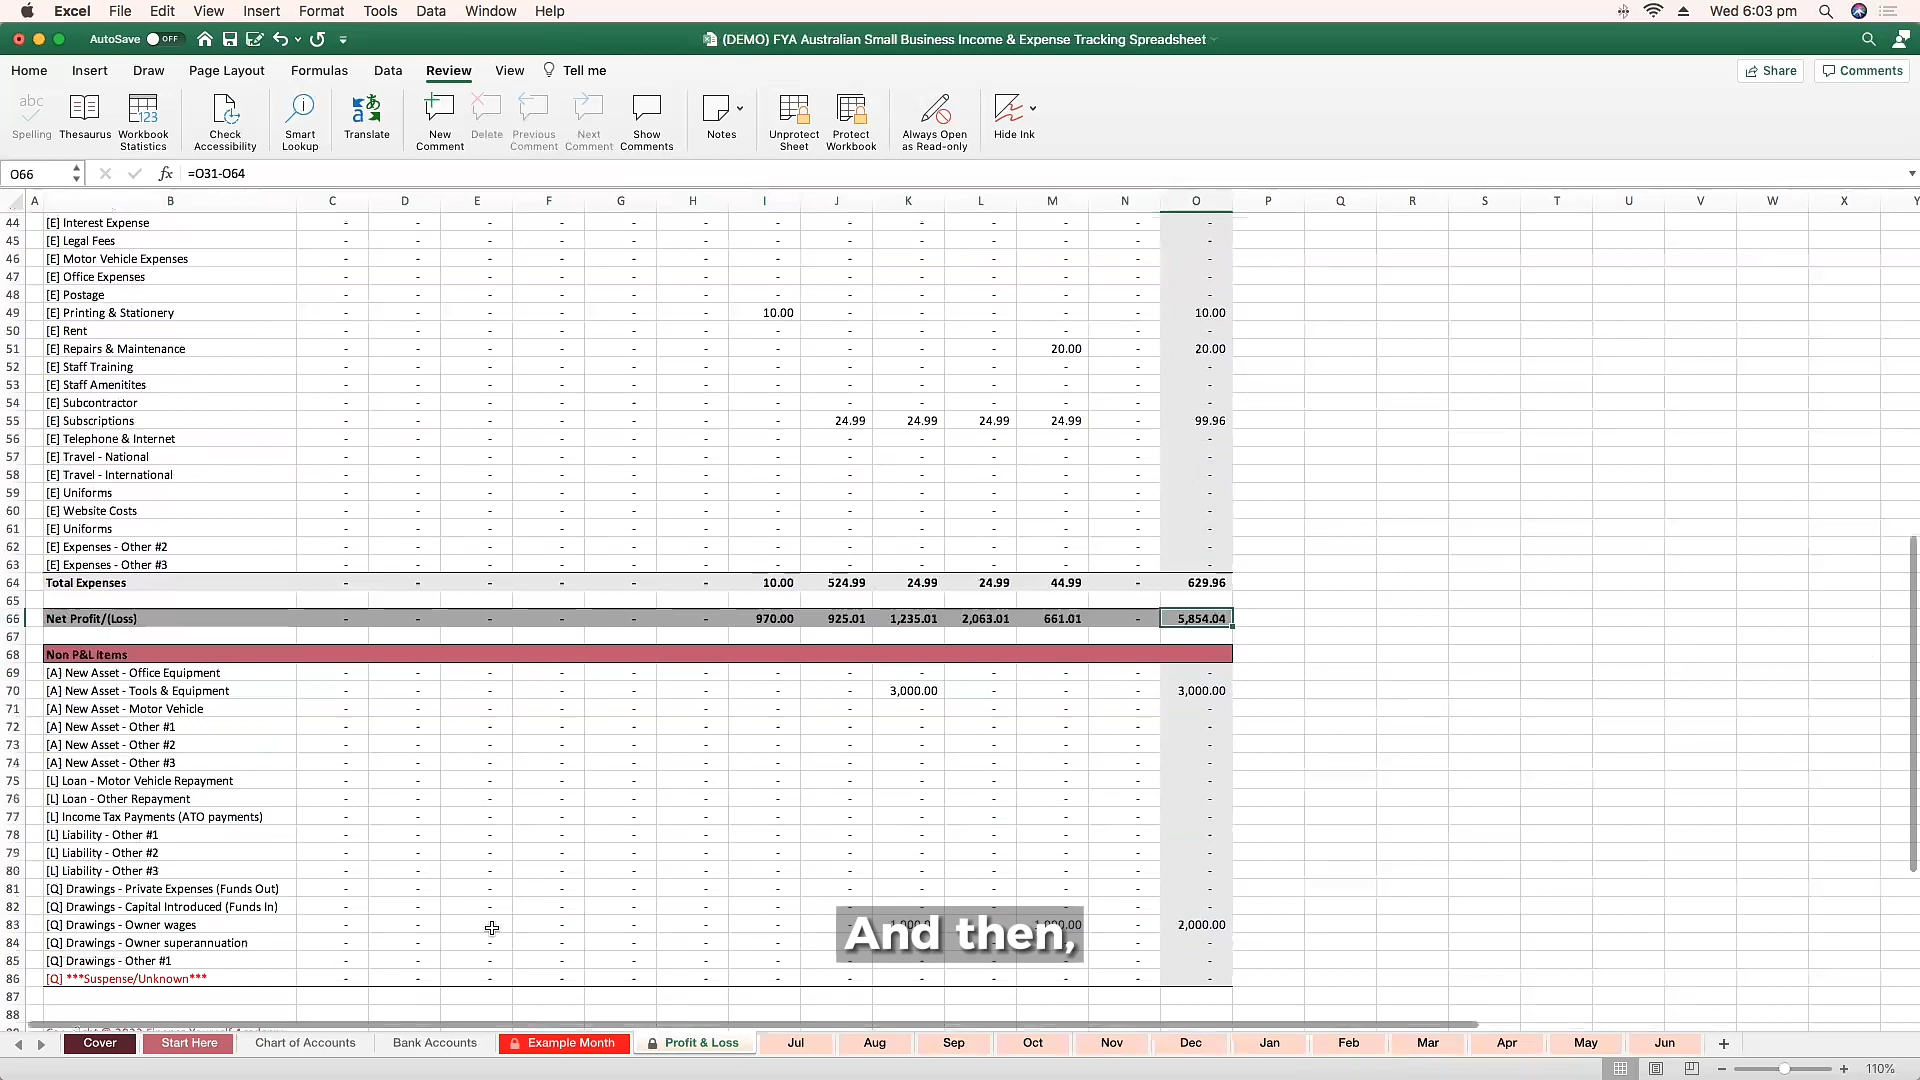 Excel File Edit View Insert Format Tools Data Window Help Wed 6:03 pm
AutoSave OFF (DEMO) FYA Australian Small Business Income & Expense Tracking Spreadsheet
Home Insert Draw Page Layout Formulas Data Review View Tell me Share Comments
abc
Spelling Thesaurus Workbook Statistics Check Accessibility Smart Lookup Translate New Comment Delete Previous Comment Next Comment Show Comments Notes Unprotect Sheet Protect Workbook Always Open as Read-only Hide Ink
O66 fx =O31-O64
A B C D E F G H I J K L M N O P Q R S T U V W X Y
44 [E] Interest Expense - - - - - - - - - - - - -
45 [E] Legal Fees - - - - - - - - - - - - -
46 [E] Motor Vehicle Expenses - - - - - - - - - - - - -
47 [E] Office Expenses - - - - - - - - - - - - -
48 [E] Postage - - - - - - - - - - - - -
49 [E] Printing & Stationery - - - - - - 10.00 - - - - - 10.00
50 [E] Rent - - - - - - - - - - - - -
51 [E] Repairs & Maintenance - - - - - - - - - - 20.00 - 20.00
52 [E] Staff Training - - - - - - - - - - - - -
53 [E] Staff Amenitites - - - - - - - - - - - - -
54 [E] Subcontractor - - - - - - - - - - - - -
55 [E] Subscriptions - - - - - - - 24.99 24.99 24.99 24.99 - 99.96
56 [E] Telephone & Internet - - - - - - - - - - - - -
57 [E] Travel - National - - - - - - - - - - - - -
58 [E] Travel - International - - - - - - - - - - - - -
59 [E] Uniforms - - - - - - - - - - - - -
60 [E] Website Costs - - - - - - - - - - - - -
61 [E] Uniforms - - - - - - - - - - - - -
62 [E] Expenses - Other #2 - - - - - - - - - - - - -
63 [E] Expenses - Other #3 - - - - - - - - - - - - -
64 Total Expenses - - - - - - 10.00 524.99 24.99 24.99 44.99 - 629.96
65
66 Net Profit/(Loss) - - - - - - 970.00 925.01 1,235.01 2,063.01 661.01 - 5,854.04
67
68 Non P&L Items
69 [A] New Asset - Office Equipment - - - - - - - - - - - - -
70 [A] New Asset - Tools & Equipment - - - - - - - - 3,000.00 - - - 3,000.00
71 [A] New Asset - Motor Vehicle - - - - - - - - - - - - -
72 [A] New Asset - Other #1 - - - - - - - - - - - - -
73 [A] New Asset - Other #2 - - - - - - - - - - - - -
74 [A] New Asset - Other #3 - - - - - - - - - - - - -
75 [L] Loan - Motor Vehicle Repayment - - - - - - - - - - - - -
76 [L] Loan - Other Repayment - - - - - - - - - - - - -
77 [L] Income Tax Payments (ATO payments) - - - - - - - - - - - - -
78 [L] Liability - Other #1 - - - - - - - - - - - - -
79 [L] Liability - Other #2 - - - - - - - - - - - - -
80 [L] Liability - Other #3 - - - - - - - - - - - - -
81 [Q] Drawings - Private Expenses (Funds Out) - - - - - - - - - - - - -
82 [Q] Drawings - Capital Introduced (Funds In) - - - - - - - - - - - - -
83 [Q] Drawings - Owner wages - - - - - - - - 2,000.00
And then,
84 [Q] Drawings - Owner superannuation - - - - - - - - -
85 [Q] Drawings - Other #1 - - - - - - - - - - - - -
86 [Q] ***Suspense/Unknown*** - - - - - - - - - - - - -
87
88
Cover Start Here Chart of Accounts Bank Accounts Example Month Profit & Loss Jul Aug Sep Oct Nov Dec Jan Feb Mar Apr May Jun +
110%